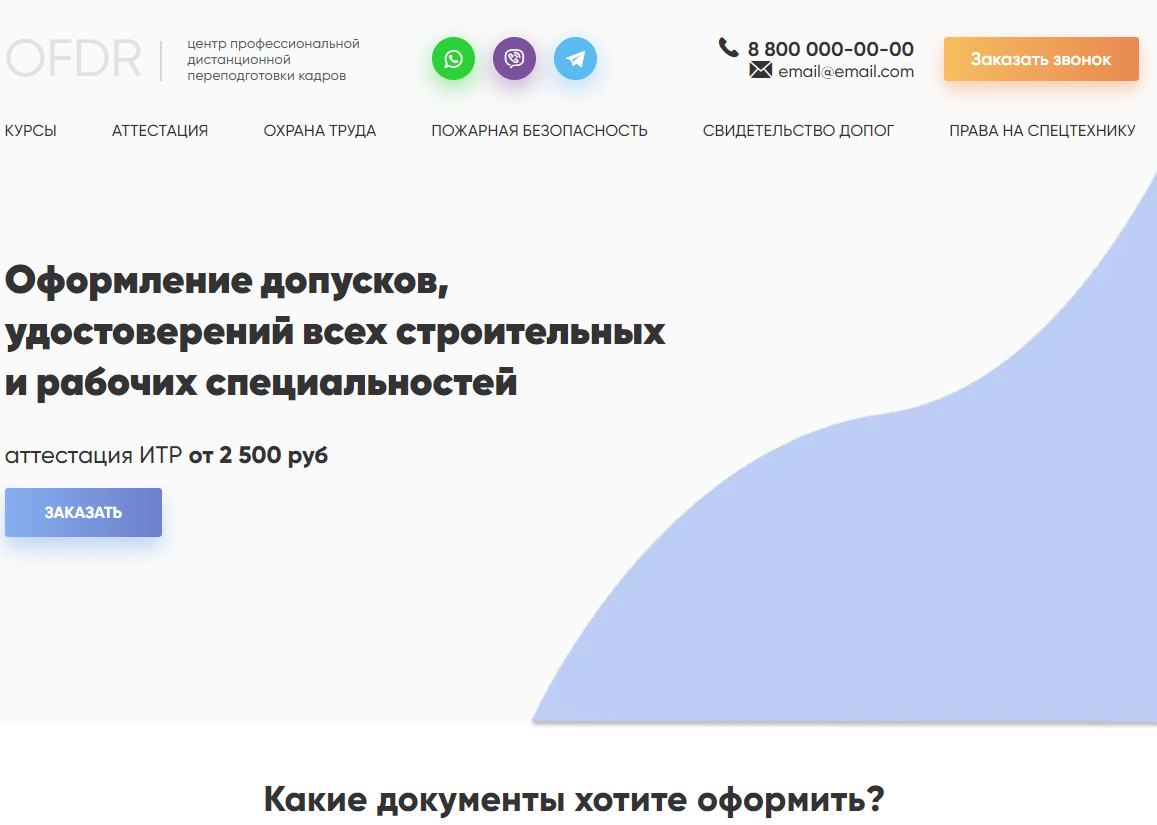 OFDR
центр профессиональной
дистанционной
переподготовки кадров
8 800 000-00-00
email@email.com
Заказать звонок
КУРСЫ АТТЕСТАЦИЯ ОХРАНА ТРУДА ПОЖАРНАЯ БЕЗОПАСНОСТЬ СВИДЕТЕЛЬСТВО ДОПОГ ПРАВА НА СПЕЦТЕХНИКУ
Оформление допусков,
удостоверений всех строительных
и рабочих специальностей
аттестация ИТР от 2 500 руб
ЗАКАЗАТЬ
Какие документы хотите оформить?